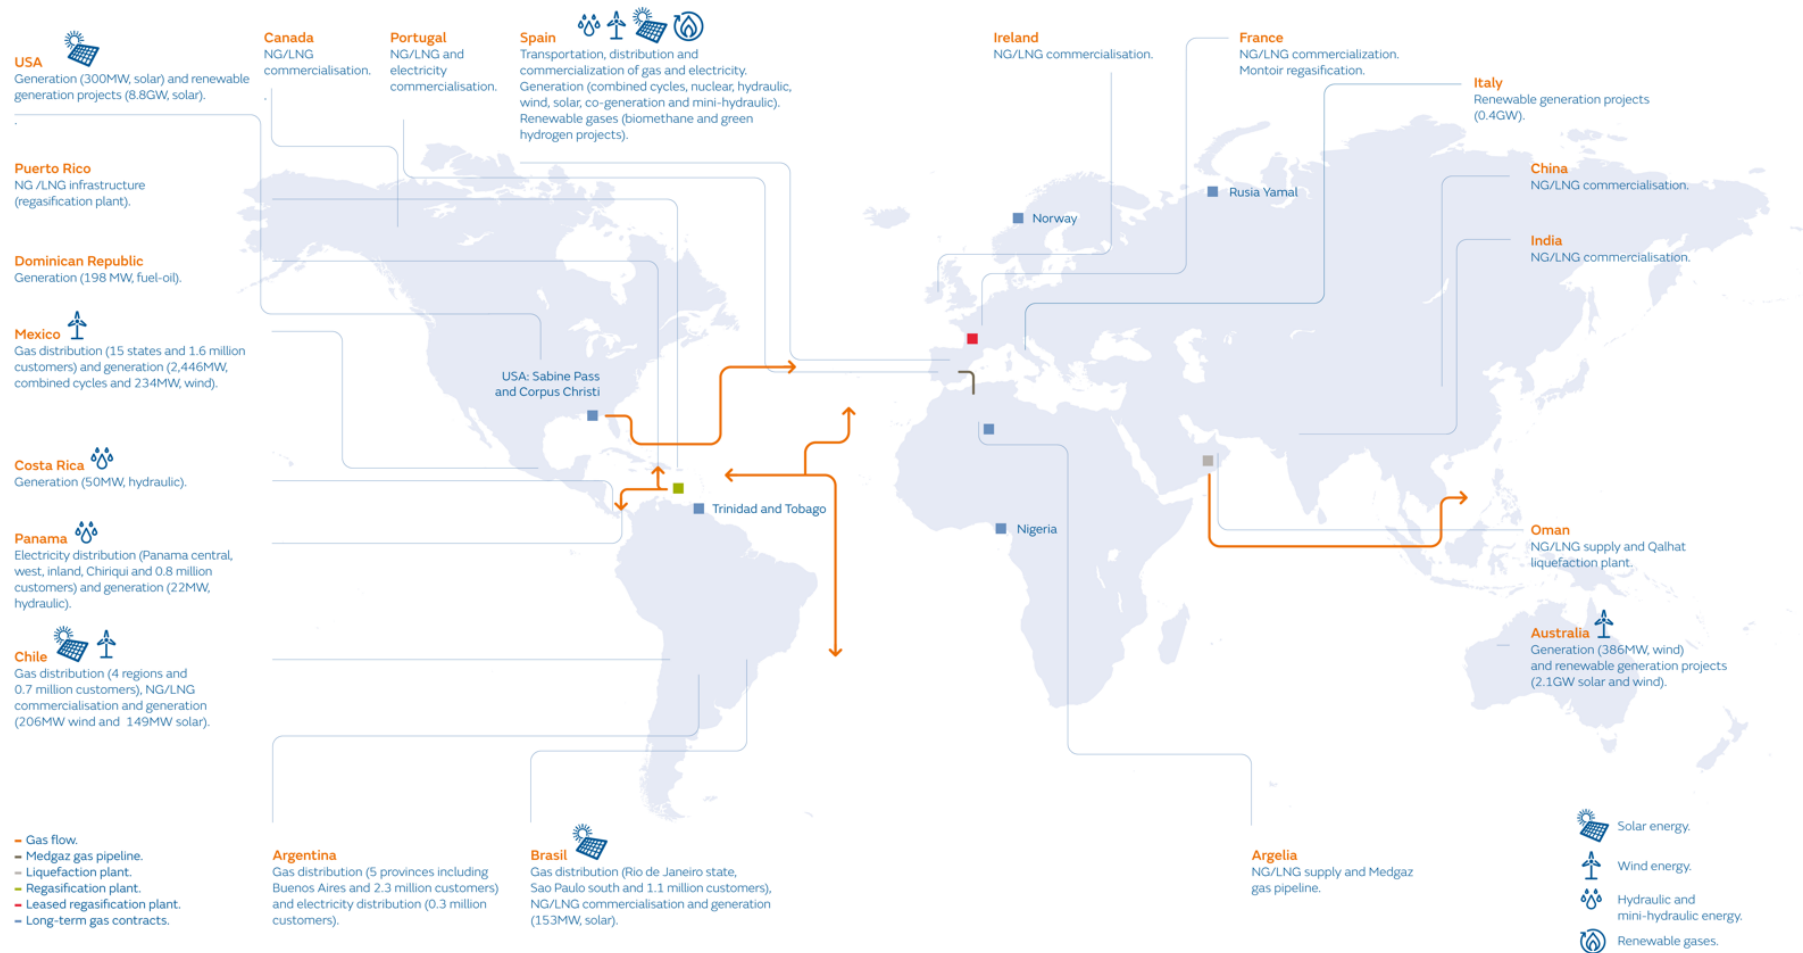 USA
Generation (300MW, solar) and renewable
generation projects (8.8GW, solar).
Canada
NG/LNG
commercialisation.
Portugal
NG/LNG and
electricity
commercialisation.
Spain
Transportation, distribution and
commercialization of gas and electricity.
Generation (combined cycles, nuclear, hydraulic,
wind, solar, co-generation and mini-hydraulic).
Renewable gases (biomethane and green
hydrogen projects).
Ireland
NG/LNG commercialisation.
France
NG/LNG commercialization.
Montoir regasification.
Italy
Renewable generation projects
(0.4GW).
Puerto Rico
NG /LNG infrastructure
(regasification plant).
China
NG/LNG commercialisation.
Rusia Yamal
Norway
India
NG/LNG commercialisation.
Dominican Republic
Generation (198 MW, fuel-oil).
Mexico
Gas distribution (15 states and 1.6 million
customers) and generation (2,446MW,
combined cycles and 234MW, wind).
USA: Sabine Pass
and Corpus Christi
Costa Rica
Generation (50MW, hydraulic).
Trinidad and Tobago
Nigeria
Panama
Electricity distribution (Panama central,
west, inland, Chiriqui and 0.8 million
customers) and generation (22MW,
hydraulic).
Oman
NG/LNG supply and Qalhat
liquefaction plant.
Australia
Generation (386MW, wind)
and renewable generation projects
(2.1GW solar and wind).
Chile
Gas distribution (4 regions and
0.7 million customers), NG/LNG
commercialisation and generation
(206MW wind and 149MW solar).
Gas flow.
Medgaz gas pipeline.
Liquefaction plant.
Regasification plant.
Leased regasification plant.
Long-term gas contracts.
Argentina
Gas distribution (5 provinces including
Buenos Aires and 2.3 million customers)
and electricity distribution (0.3 million
customers).
Brasil
Gas distribution (Rio de Janeiro state,
Sao Paulo south and 1.1 million customers),
NG/LNG commercialisation and generation
(153MW, solar).
Argelia
NG/LNG supply and Medgaz
gas pipeline.
Solar energy.
Wind energy.
Hydraulic and
mini-hydraulic energy.
Renewable gases.